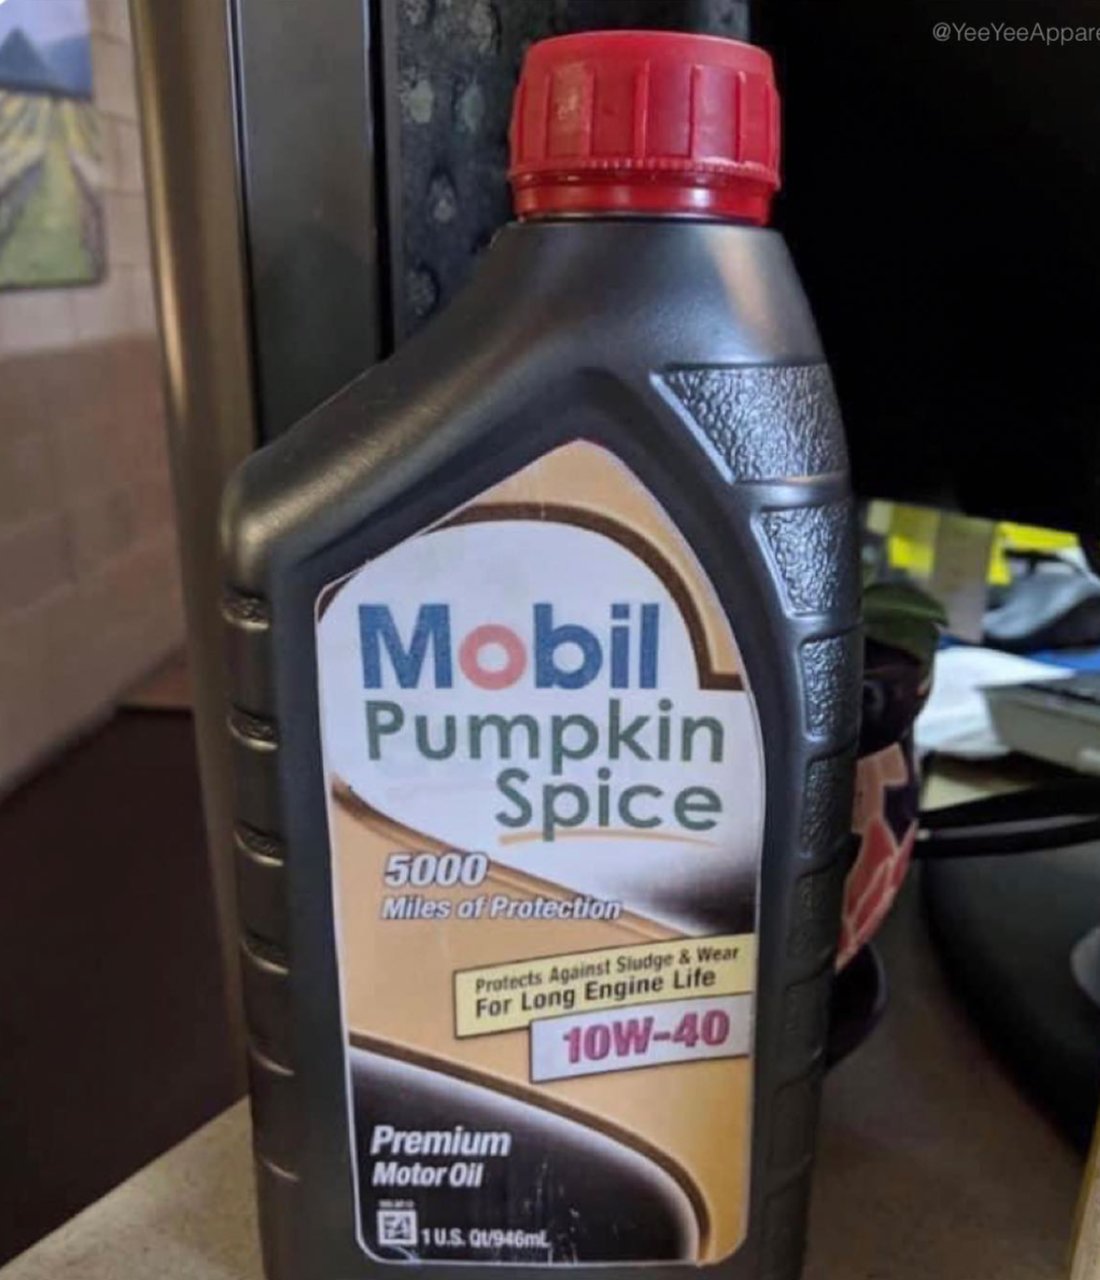 @YeeYeeAppare
Mobil
Pumpkin
Spice
5000
Miles of Protection
Protects Against Sludge & Wear
For Long Engine Life
10W-40
Premium
Motor Oil
1 U.S. Qt/946mL